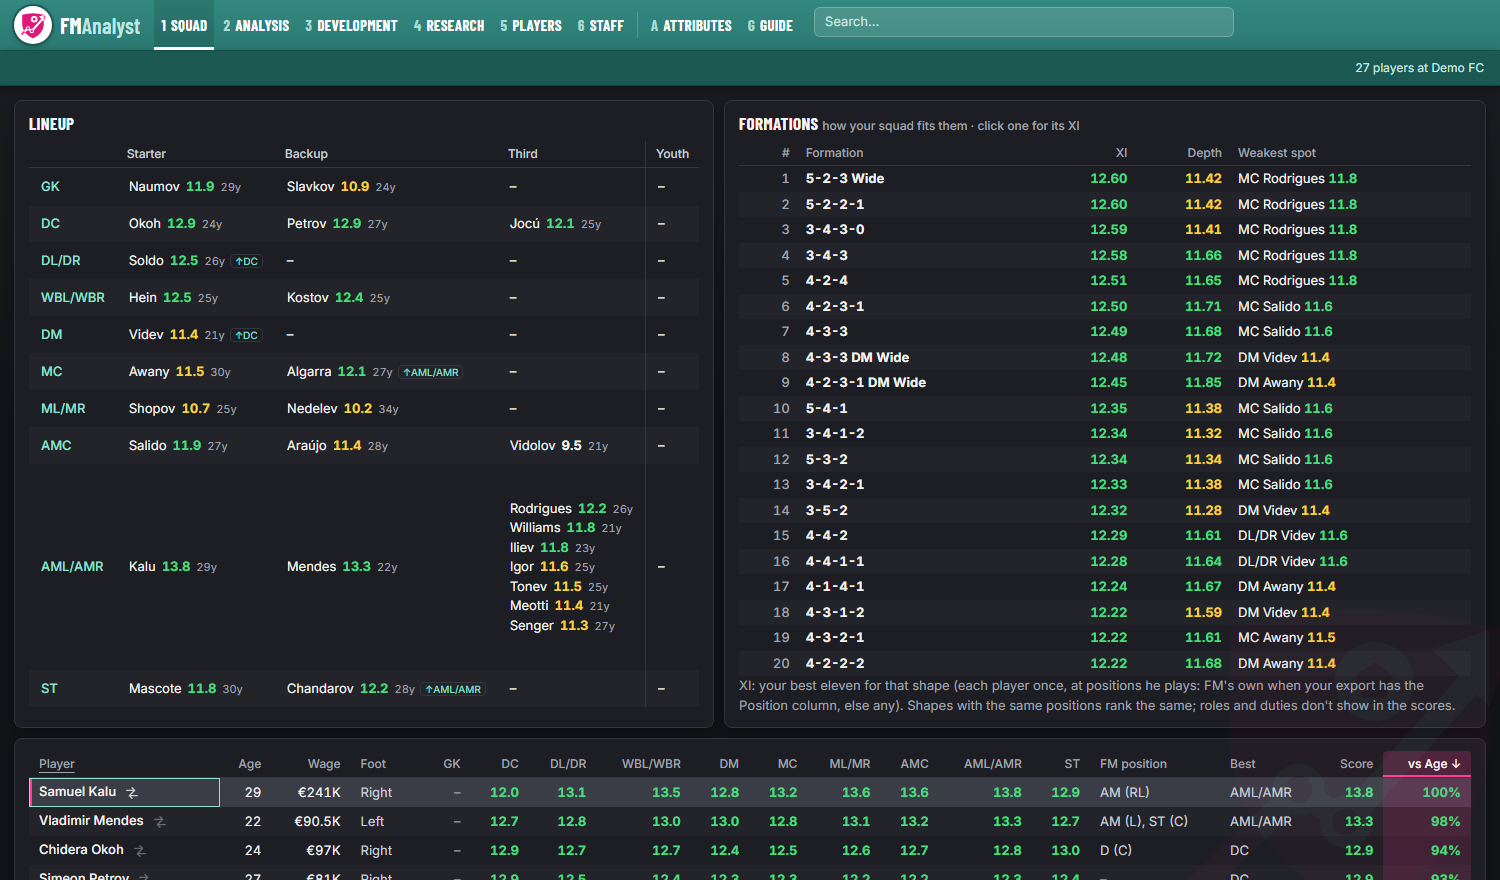 FMAnalyst 1 SQUAD 2 ANALYSIS 3 DEVELOPMENT 4 RESEARCH 5 PLAYERS 6 STAFF A ATTRIBUTES G GUIDE Search...
27 players at Demo FC
LINEUP
Starter Backup Third Youth
GK Naumov 11.9 29y Slavkov 10.9 24y – –
DC Okoh 12.9 24y Petrov 12.9 27y Jocú 12.1 25y –
DL/DR Soldo 12.5 26y ↑DC – – –
WBL/WBR Hein 12.5 25y Kostov 12.4 25y – –
DM Videv 11.4 21y ↑DC – – –
MC Awany 11.5 30y Algarra 12.1 27y ↑AML/AMR – –
ML/MR Shopov 10.7 25y Nedelev 10.2 34y – –
AMC Salido 11.9 27y Araújo 11.4 28y Vidolov 9.5 21y –
AML/AMR Kalu 13.8 29y Mendes 13.3 22y
Rodrigues 12.2 26y
Williams 11.8 21y
Iliev 11.8 23y
Igor 11.6 25y
Tonev 11.5 25y
Meotti 11.4 21y
Senger 11.3 27y
–
ST Mascote 11.8 30y Chandarov 12.2 28y ↑AML/AMR – –
FORMATIONS how your squad fits them · click one for its XI
# Formation XI Depth Weakest spot
1 5-2-3 Wide 12.60 11.42 MC Rodrigues 11.8
2 5-2-2-1 12.60 11.42 MC Rodrigues 11.8
3 3-4-3-0 12.59 11.41 MC Rodrigues 11.8
4 3-4-3 12.58 11.66 MC Rodrigues 11.8
5 4-2-4 12.51 11.65 MC Rodrigues 11.8
6 4-2-3-1 12.50 11.71 MC Salido 11.6
7 4-3-3 12.49 11.68 MC Salido 11.6
8 4-3-3 DM Wide 12.48 11.72 DM Videv 11.4
9 4-2-3-1 DM Wide 12.45 11.85 DM Awany 11.4
10 5-4-1 12.35 11.38 MC Salido 11.6
11 3-4-1-2 12.34 11.32 MC Salido 11.6
12 5-3-2 12.34 11.34 MC Salido 11.6
13 3-4-2-1 12.33 11.38 MC Salido 11.6
14 3-5-2 12.32 11.28 DM Videv 11.4
15 4-4-2 12.29 11.61 DL/DR Videv 11.6
16 4-4-1-1 12.28 11.64 DL/DR Videv 11.6
17 4-1-4-1 12.24 11.67 DM Awany 11.4
18 4-3-1-2 12.22 11.59 DM Videv 11.4
19 4-3-2-1 12.22 11.61 MC Awany 11.5
20 4-2-2-2 12.22 11.68 DM Awany 11.4
XI: your best eleven for that shape (each player once, at positions he plays: FM's own when your export has the
Position column, else any). Shapes with the same positions rank the same; roles and duties don't show in the scores.
Player Age Wage Foot GK DC DL/DR WBL/WBR DM MC ML/MR AMC AML/AMR ST FM position Best Score vs Age ↓
Samuel Kalu 29 €241K Right – 12.0 13.1 13.5 12.8 13.2 13.6 13.6 13.8 12.9 AM (RL) AML/AMR 13.8 100%
Vladimir Mendes 22 €90.5K Left – 12.7 12.8 13.0 13.0 12.8 13.1 13.2 13.3 12.7 AM (L), ST (C) AML/AMR 13.3 98%
Chidera Okoh 24 €97K Right – 12.9 12.7 12.7 12.4 12.5 12.6 12.7 12.8 13.0 D (C) DC 12.9 94%
Simeon Petrov 27 €81K Right – 12.9 12.5 12.4 12.3 12.3 12.2 12.2 12.3 12.4 – DC 12.9 93%